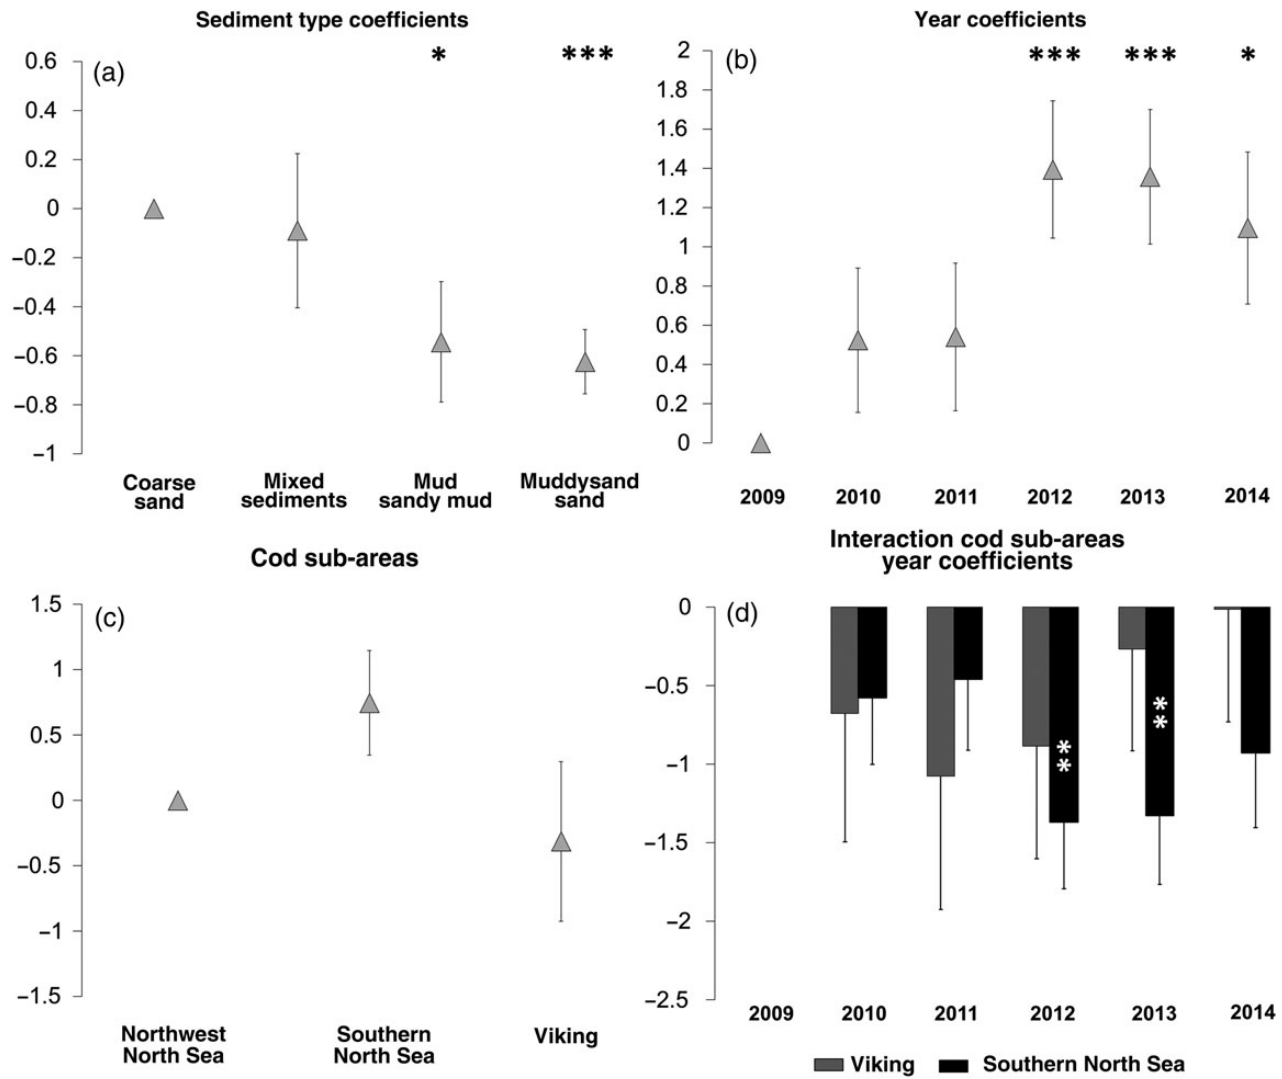 Sediment type coefficients
(a)
* ***
0.6
0.4
0.2
0
−0.2
−0.4
−0.6
−0.8
−1
Coarse sand
Mixed sediments
Mud sandy mud
Muddysand sand
Year coefficients
(b)
*** *** *
2
1.8
1.6
1.4
1.2
1
0.8
0.6
0.4
0.2
0
2009 2010 2011 2012 2013 2014
Cod sub-areas
(c)
1.5
1
0.5
0
−0.5
−1
−1.5
Northwest North Sea
Southern North Sea
Viking
Interaction cod sub-areas
year coefficients
(d)
0
−0.5
−1
−1.5
−2
−2.5
**
**
2009 2010 2011 2012 2013 2014
Viking Southern North Sea